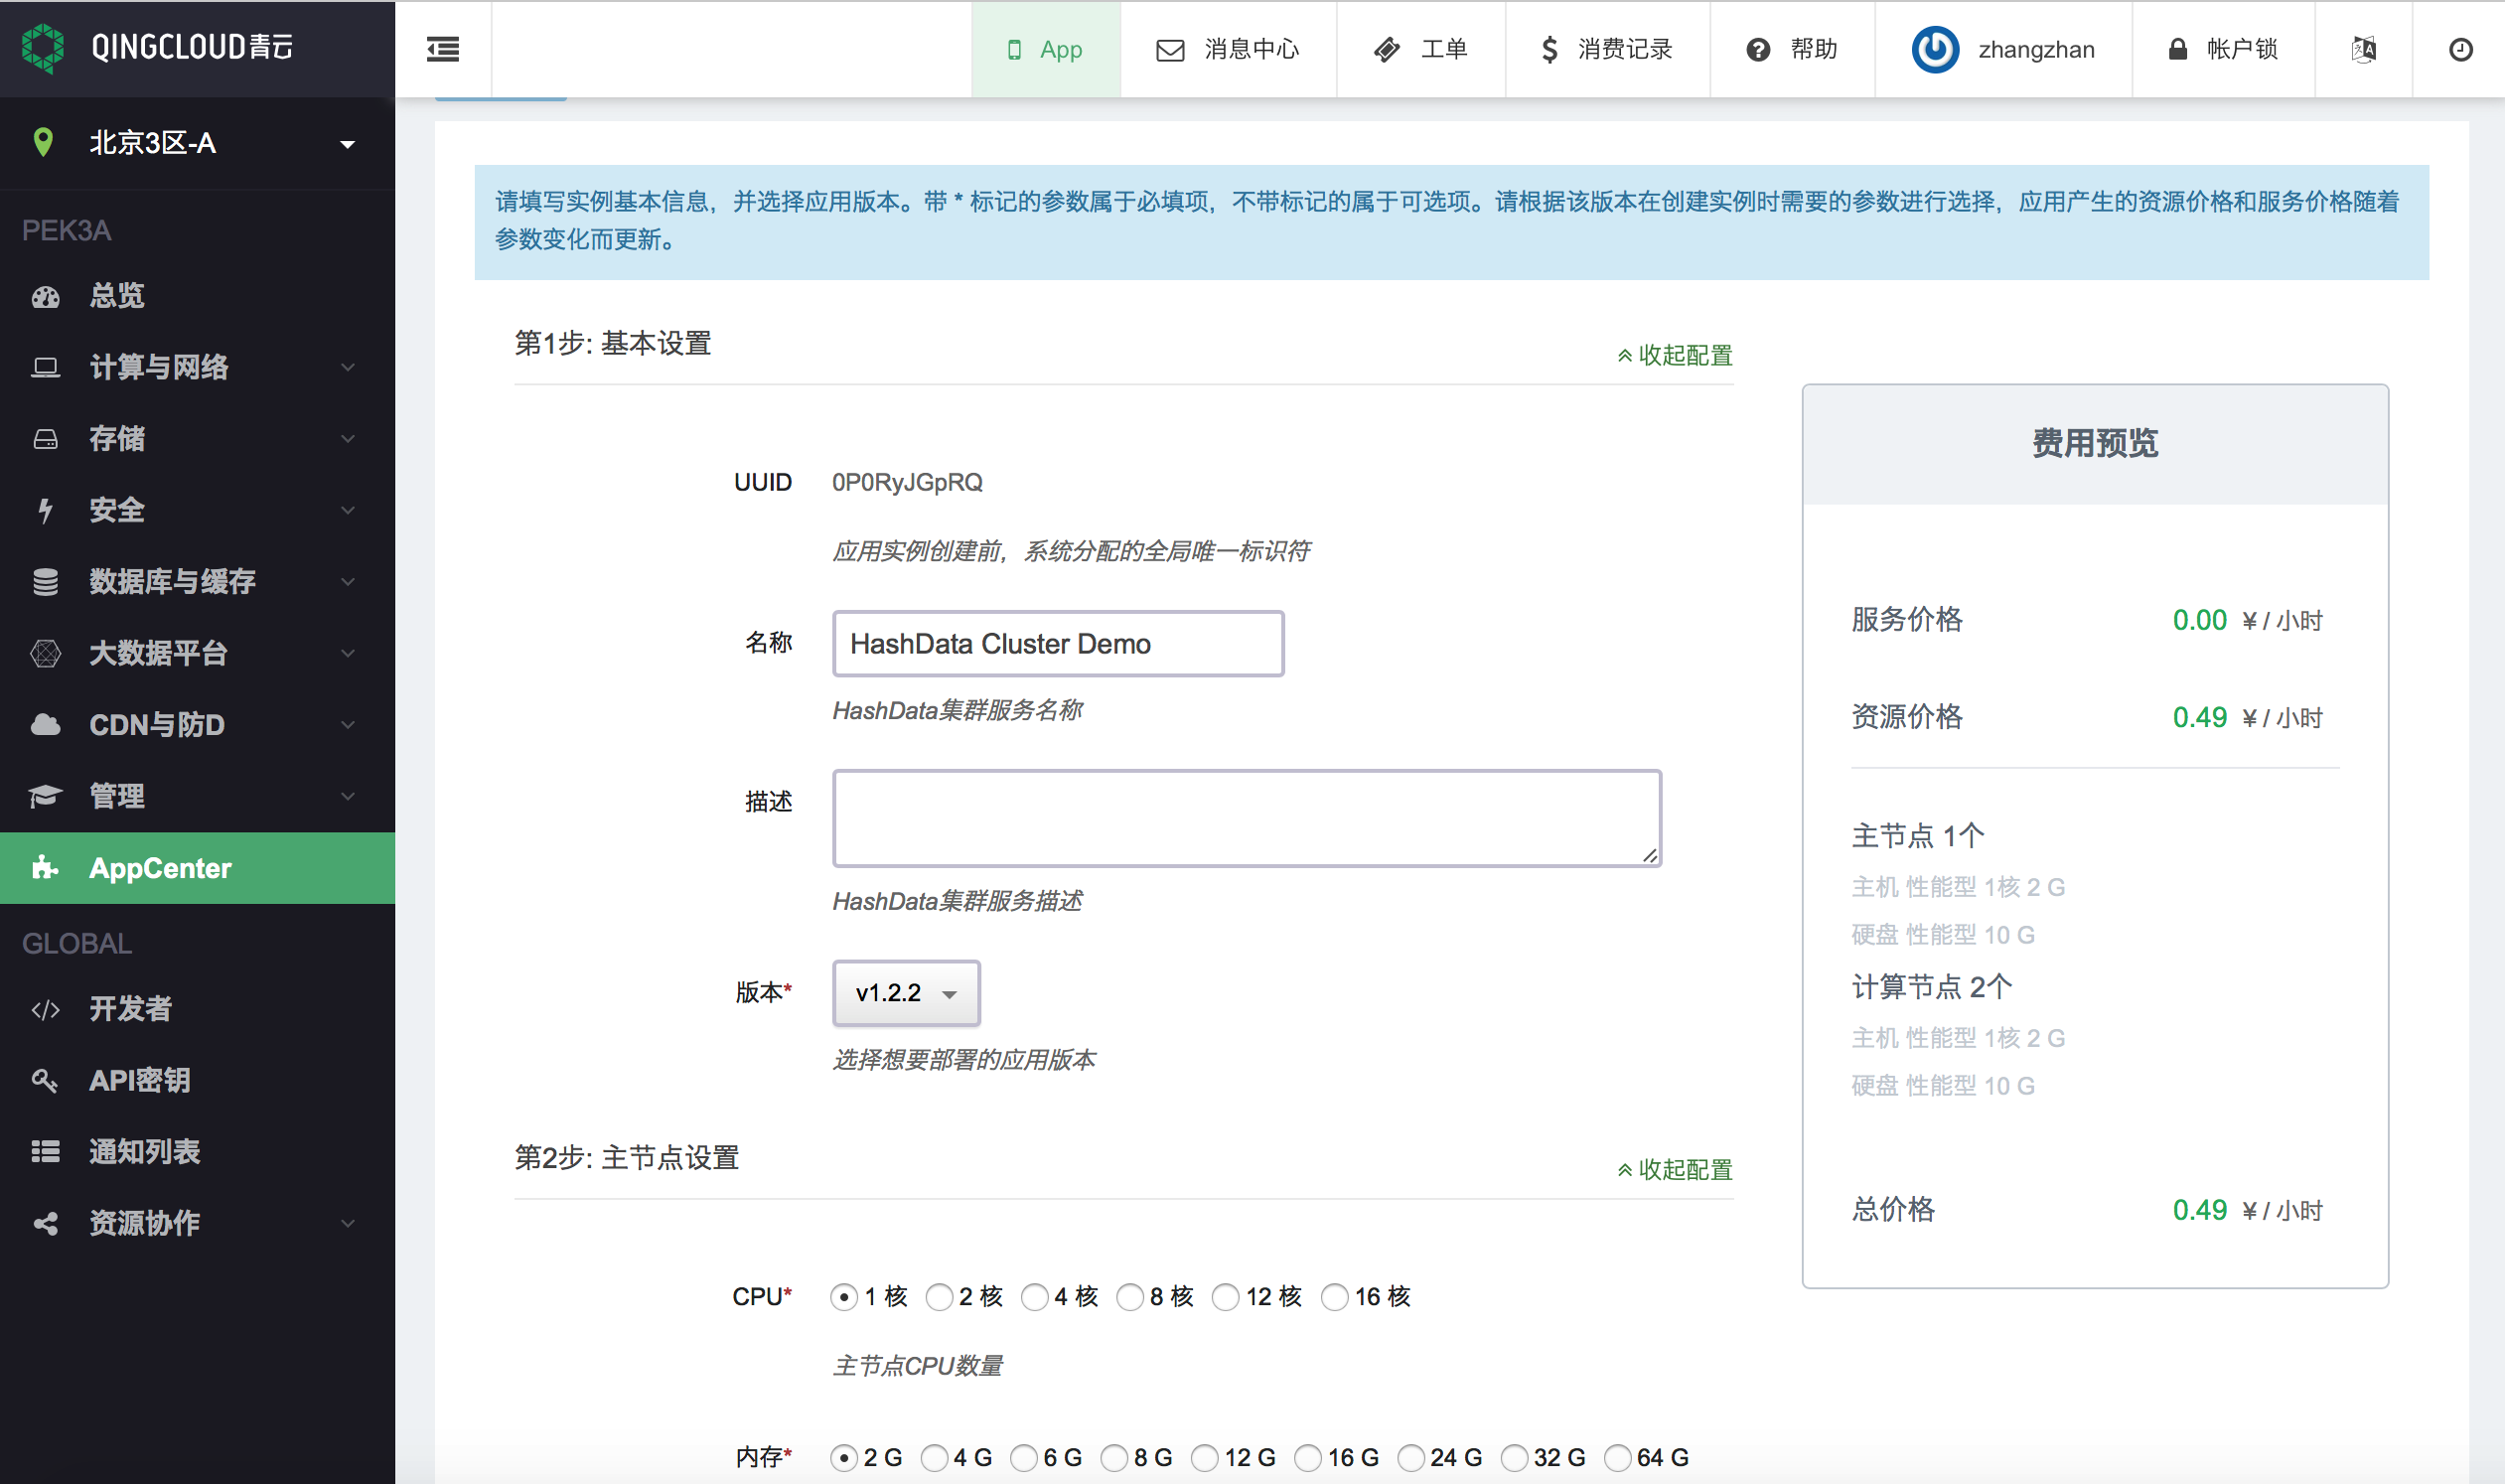 QINGCLOUD青云
App
消息中心
工单
消费记录
帮助
zhangzhan
帐户锁
北京3区-A
PEK3A
总览
计算与网络
存储
安全
数据库与缓存
大数据平台
CDN与防D
管理
AppCenter
GLOBAL
开发者
API密钥
通知列表
资源协作
请填写实例基本信息，并选择应用版本。带 * 标记的参数属于必填项，不带标记的属于可选项。请根据该版本在创建实例时需要的参数进行选择，应用产生的资源价格和服务价格随着
参数变化而更新。
第1步: 基本设置
收起配置
UUID 0P0RyJGpRQ
应用实例创建前，系统分配的全局唯一标识符
名称 HashData Cluster Demo
HashData集群服务名称
描述
HashData集群服务描述
版本* v1.2.2
选择想要部署的应用版本
第2步: 主节点设置
收起配置
CPU* 1 核 2 核 4 核 8 核 12 核 16 核
主节点CPU数量
内存* 2 G 4 G 6 G 8 G 12 G 16 G 24 G 32 G 64 G
费用预览
服务价格 0.00 ¥ / 小时
资源价格 0.49 ¥ / 小时
主节点 1个
主机 性能型 1核 2 G
硬盘 性能型 10 G
计算节点 2个
主机 性能型 1核 2 G
硬盘 性能型 10 G
总价格 0.49 ¥ / 小时